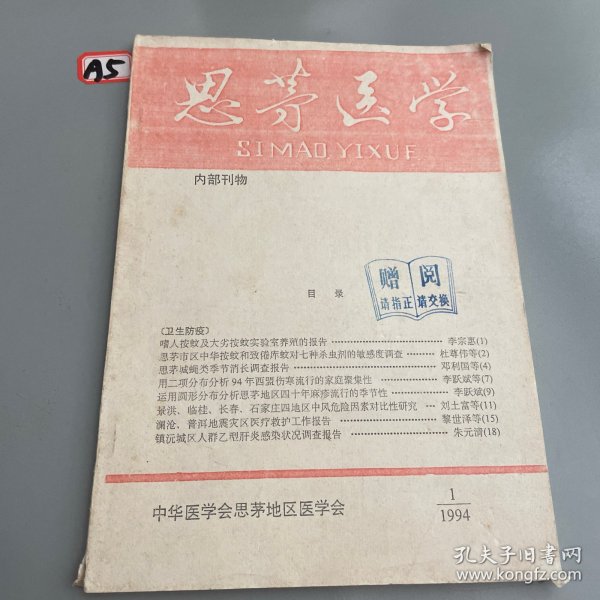 A5
思茅医学
SIMAO YIXUE
内部刊物
赠阅
请指正 请交换
目录
(卫生防疫)
嗜人按蚊及大劣按蚊实验室养殖的报告 李宗惠(1)
思茅市区中华按蚊和致倦库蚊对七种杀虫剂的敏感度调查 杜尊伟等(2)
思茅城蝇类季节消长调查报告 邓利国等(4)
用二项分布分析94年西盟伤寒流行的家庭聚集性 李跃斌等(7)
运用圆形分布分析思茅地区四十年麻疹流行的季节性 李跃斌(9)
景洪、临桂、长春、石家庄四地区中风危险因素对比性研究 刘土富等(11)
澜沧、普洱地震灾区医疗救护工作报告 黎世泽等(15)
镇沅城区人群乙型肝炎感染状况调查报告 朱元清(18)
中华医学会思茅地区医学会
1
1994
孔夫子旧书网
www.kongfz.com